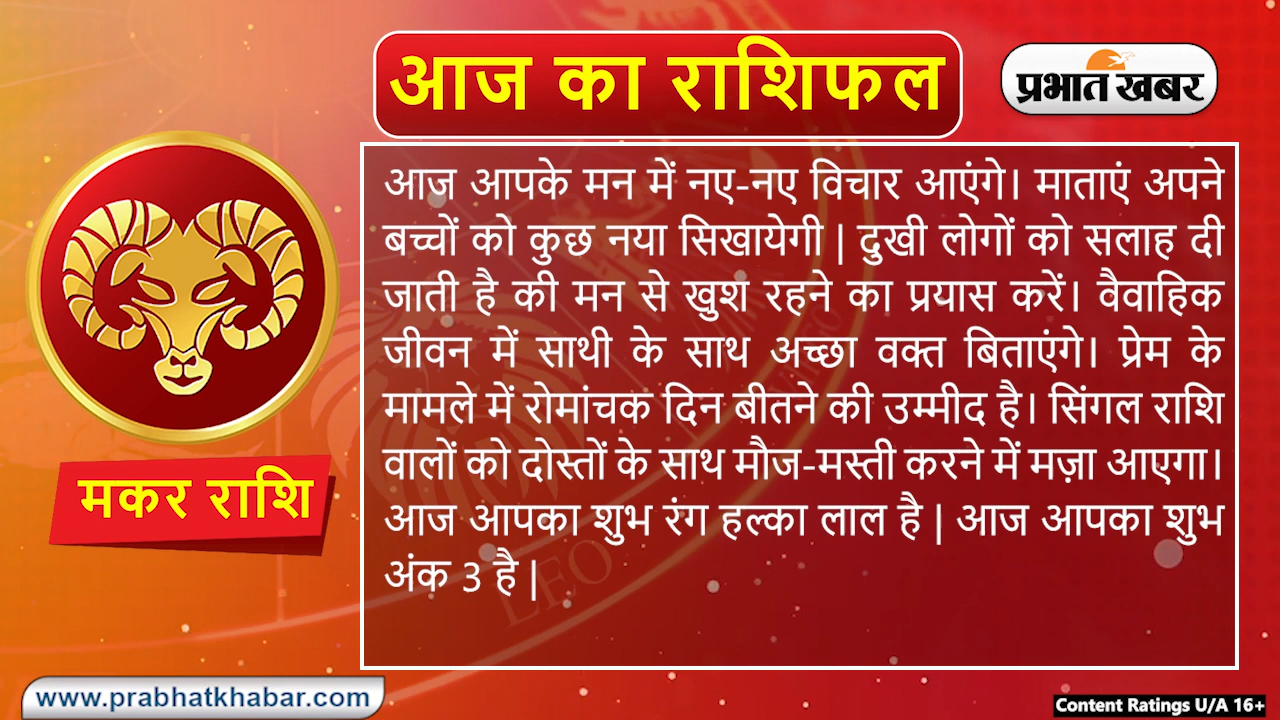 आज का राशिफल
प्रभात खबर
आज आपके मन में नए-नए विचार आएंगे। माताएं अपने
बच्चों को कुछ नया सिखायेगी | दुखी लोगों को सलाह दी
जाती है की मन से खुश रहने का प्रयास करें। वैवाहिक
जीवन में साथी के साथ अच्छा वक्त बिताएंगे। प्रेम के
मामले में रोमांचक दिन बीतने की उम्मीद है। सिंगल राशि
वालों को दोस्तों के साथ मौज-मस्ती करने में मज़ा आएगा।
आज आपका शुभ रंग हल्का लाल है | आज आपका शुभ
अंक 3 है |
मकर राशि
LEO
www.prabhatkhabar.com
Content Ratings U/A 16+